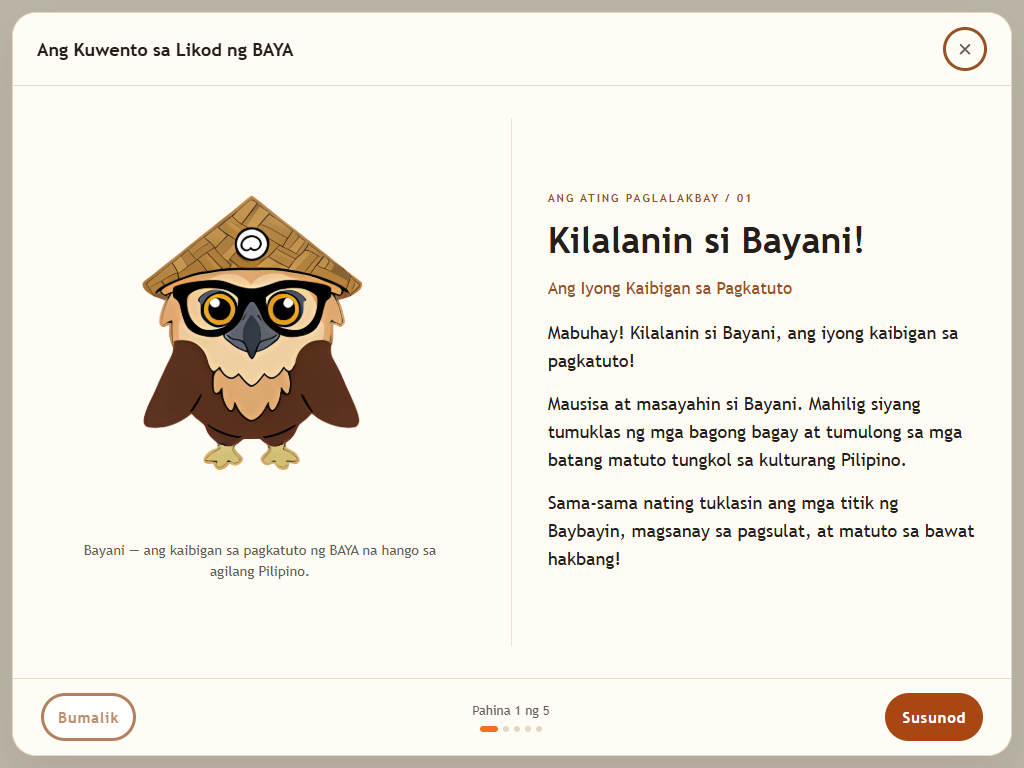 Ang Kuwento sa Likod ng BAYA
ANG ATING PAGLALAKBAY / 01
Kilalanin si Bayani!
Ang Iyong Kaibigan sa Pagkatuto
Mabuhay! Kilalanin si Bayani, ang iyong kaibigan sa
pagkatuto!
Mausisa at masayahin si Bayani. Mahilig siyang
tumuklas ng mga bagong bagay at tumulong sa mga
batang matuto tungkol sa kulturang Pilipino.
Sama-sama nating tuklasin ang mga titik ng
Baybayin, magsanay sa pagsulat, at matuto sa bawat
hakbang!
Bayani — ang kaibigan sa pagkatuto ng BAYA na hango sa
agilang Pilipino.
Bumalik
Pahina 1 ng 5
Susunod